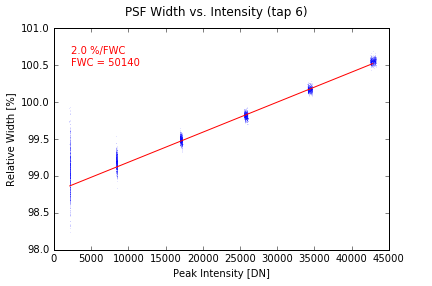 PSF Width vs. Intensity (tap 6)
101.0
2.0 %/FWC
FWC = 50140
100.5
100.0
99.5
99.0
98.5
98.0
Relative Width [%]
0 5000 10000 15000 20000 25000 30000 35000 40000 45000
Peak Intensity [DN]